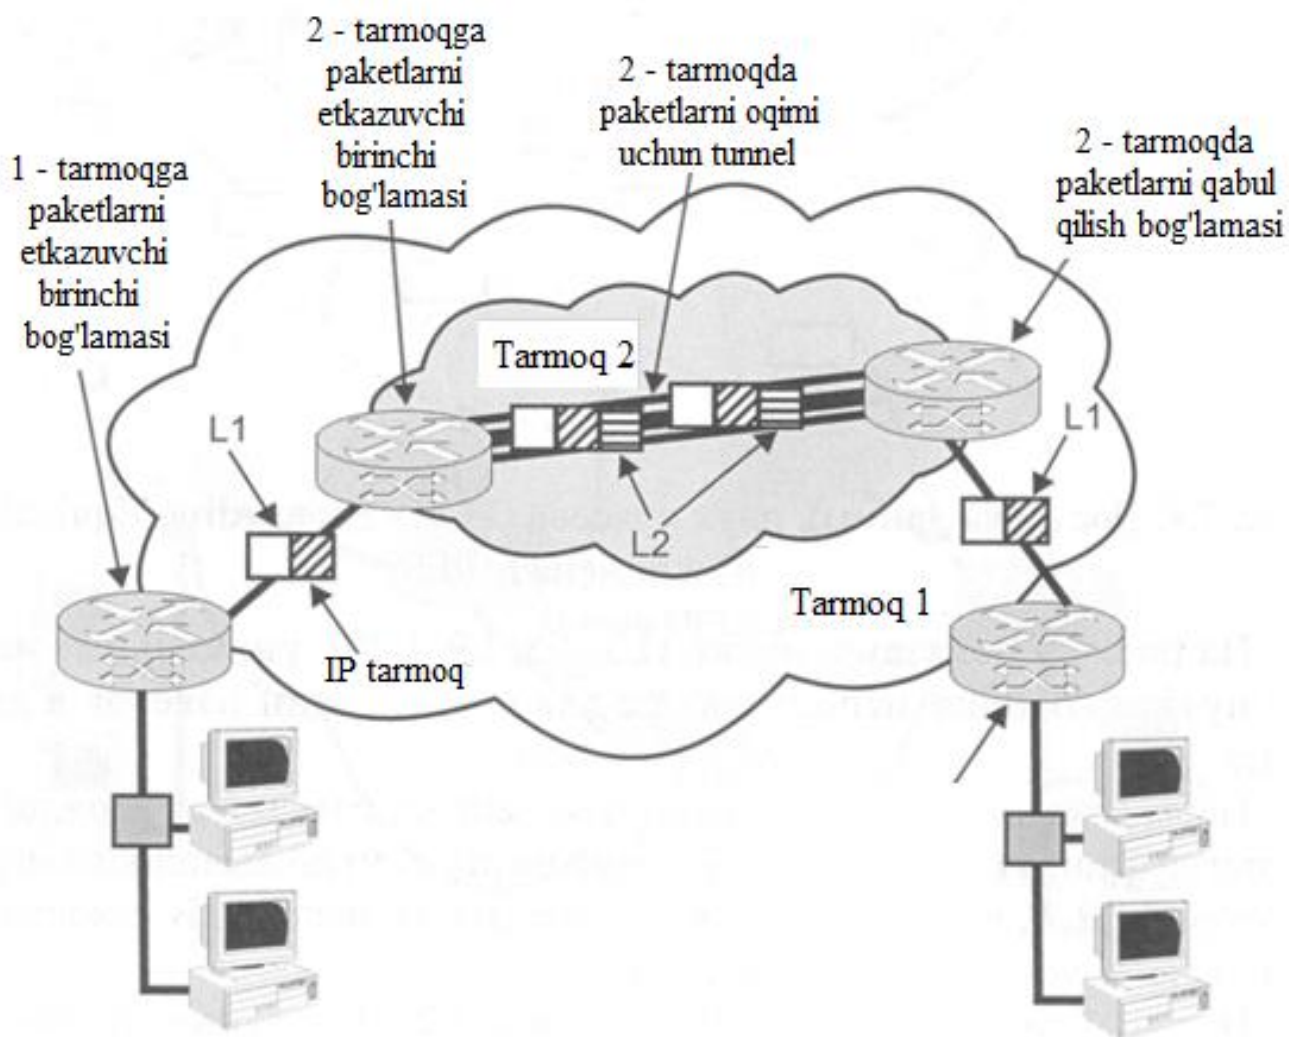 2 - tarmoqga
paketlarni
etkazuvchi
birinchi
bog'lamasi
2 - tarmoqda
paketlarni oqimi
uchun tunnel
2 - tarmoqda
paketlarni qabul
qilish bog'lamasi
1 - tarmoqga
paketlarni
etkazuvchi
birinchi
bog'lamasi
Tarmoq 2
L1
L1
L2
Tarmoq 1
IP tarmoq